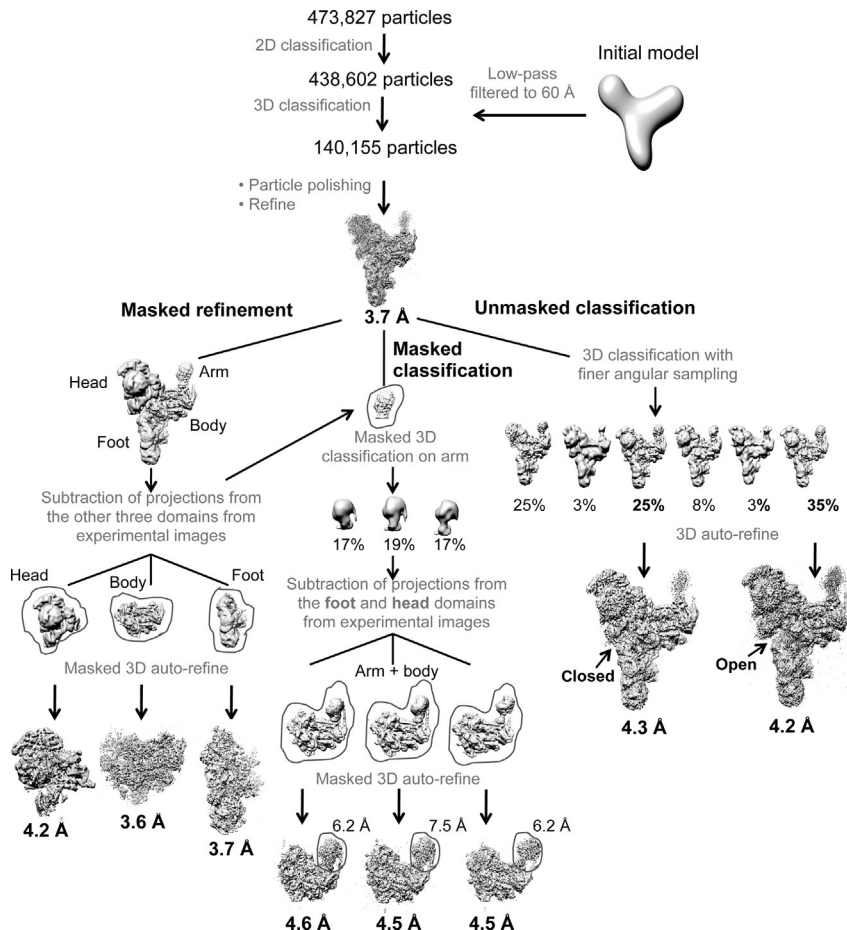 473,827 particles
2D classification
438,602 particles
3D classification
140,155 particles
Initial model
Low-pass
filtered to 60 Å
• Particle polishing
• Refine
3.7 Å
Masked refinement
Masked
classification
Unmasked classification
Head
Arm
Body
Foot
Subtraction of projections from
the other three domains from
experimental images
Head
Body
Foot
Masked 3D auto-refine
4.2 Å
3.6 Å
3.7 Å
Masked 3D
classification on arm
17%
19%
17%
Subtraction of projections from
the foot and head domains
from experimental images
Arm + body
Masked 3D auto-refine
6.2 Å
7.5 Å
6.2 Å
4.6 Å
4.5 Å
4.5 Å
3D classification with
finer angular sampling
25%
3%
25%
8%
3%
35%
3D auto-refine
Closed
Open
4.3 Å
4.2 Å